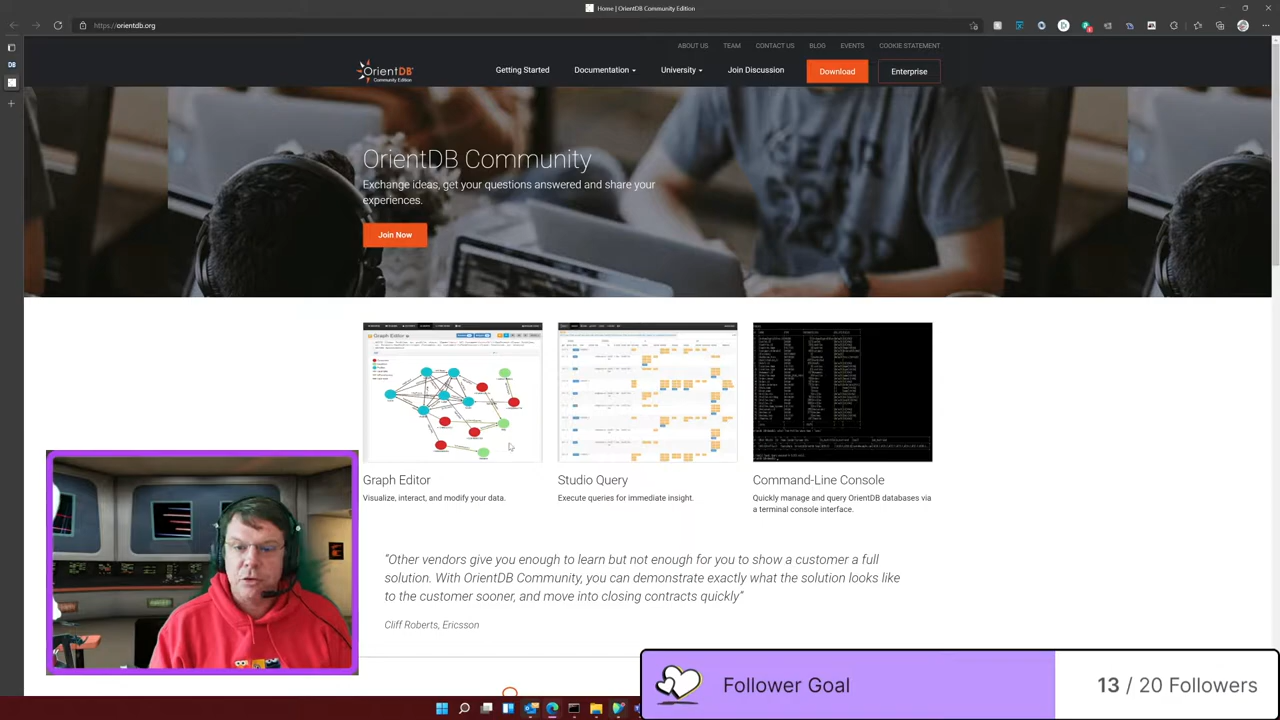 Home | OrientDB Community Edition
https://orientdb.org
ABOUT US TEAM CONTACT US BLOG EVENTS COOKIE STATEMENT
OrientDB
Community Edition
Getting Started Documentation University Join Discussion Download Enterprise
OrientDB Community
Exchange ideas, get your questions answered and share your
experiences.
Join Now
Graph Editor
Graph Editor Studio Query Command-Line Console
Visualize, interact, and modify your data. Execute queries for immediate insight. Quickly manage and query OrientDB databases via
a terminal console interface.
"Other vendors give you enough to learn but not enough for you to show a customer a full
solution. With OrientDB Community, you can demonstrate exactly what the solution looks like
to the customer sooner, and move into closing contracts quickly"
Cliff Roberts, Ericsson
Follower Goal 13 / 20 Followers